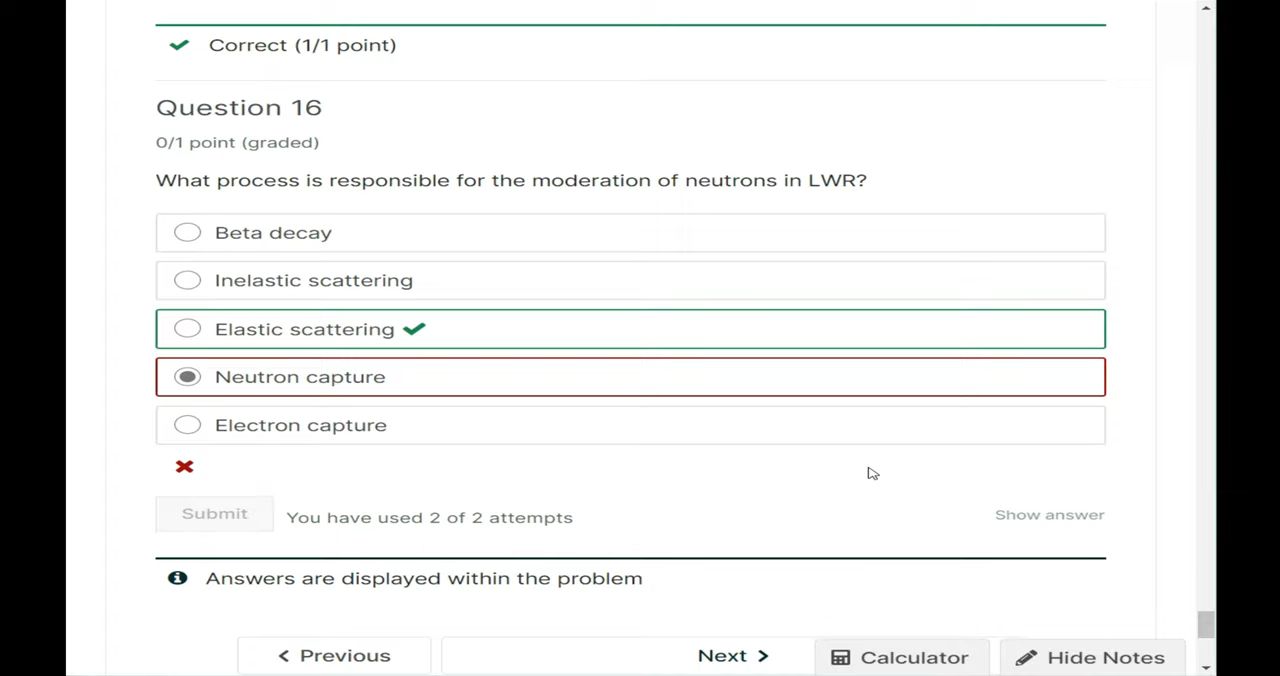 Correct (1/1 point)
Question 16
0/1 point (graded)
What process is responsible for the moderation of neutrons in LWR?
Beta decay
Inelastic scattering
Elastic scattering
Neutron capture
Electron capture
Submit You have used 2 of 2 attempts Show answer
Answers are displayed within the problem
Previous Next Calculator Hide Notes